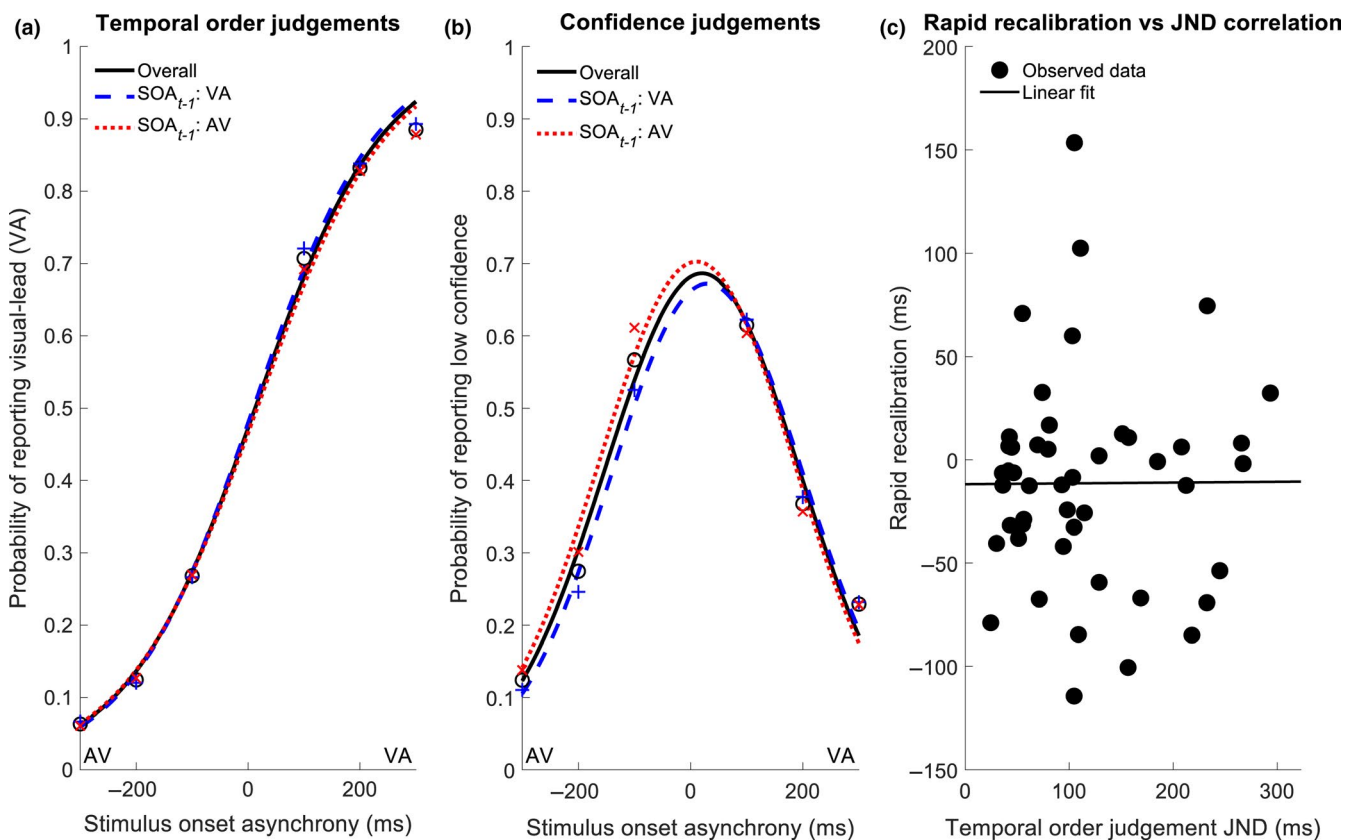 (a) Temporal order judgements
Overall
SOAt-1: VA
SOAt-1: AV
Probability of reporting visual-lead (VA)
1
0.9
0.8
0.7
0.6
0.5
0.4
0.3
0.2
0.1
0
AV VA
−200 0 200
Stimulus onset asynchrony (ms)
(b) Confidence judgements
Overall
SOAt-1: VA
SOAt-1: AV
Probability of reporting low confidence
1
0.9
0.8
0.7
0.6
0.5
0.4
0.3
0.2
0.1
0
AV VA
−200 0 200
Stimulus onset asynchrony (ms)
(c) Rapid recalibration vs JND correlation
Observed data
Linear fit
Rapid recalibration (ms)
200
150
100
50
0
−50
−100
−150
0 100 200 300
Temporal order judgement JND (ms)